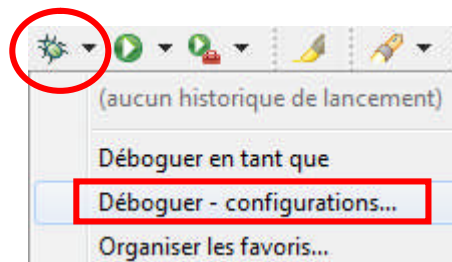 (aucun historique de lancement)
Déboguer en tant que
Déboguer - configurations...
Organiser les favoris...